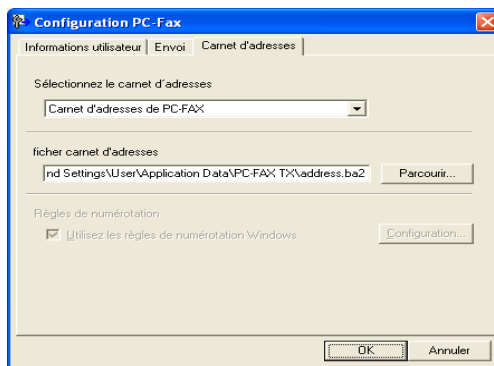 Configuration PC-Fax
Informations utilisateur Envoi Carnet d'adresses
Sélectionnez le carnet d'adresses
Carnet d'adresses de PC-FAX
ficher carnet d'adresses
nd Settings\User\Application Data\PC-FAX TX\address.ba2 Parcourir...
Règles de numérotation
Utilisez les règles de numérotation Windows Configuration...
OK Annuler